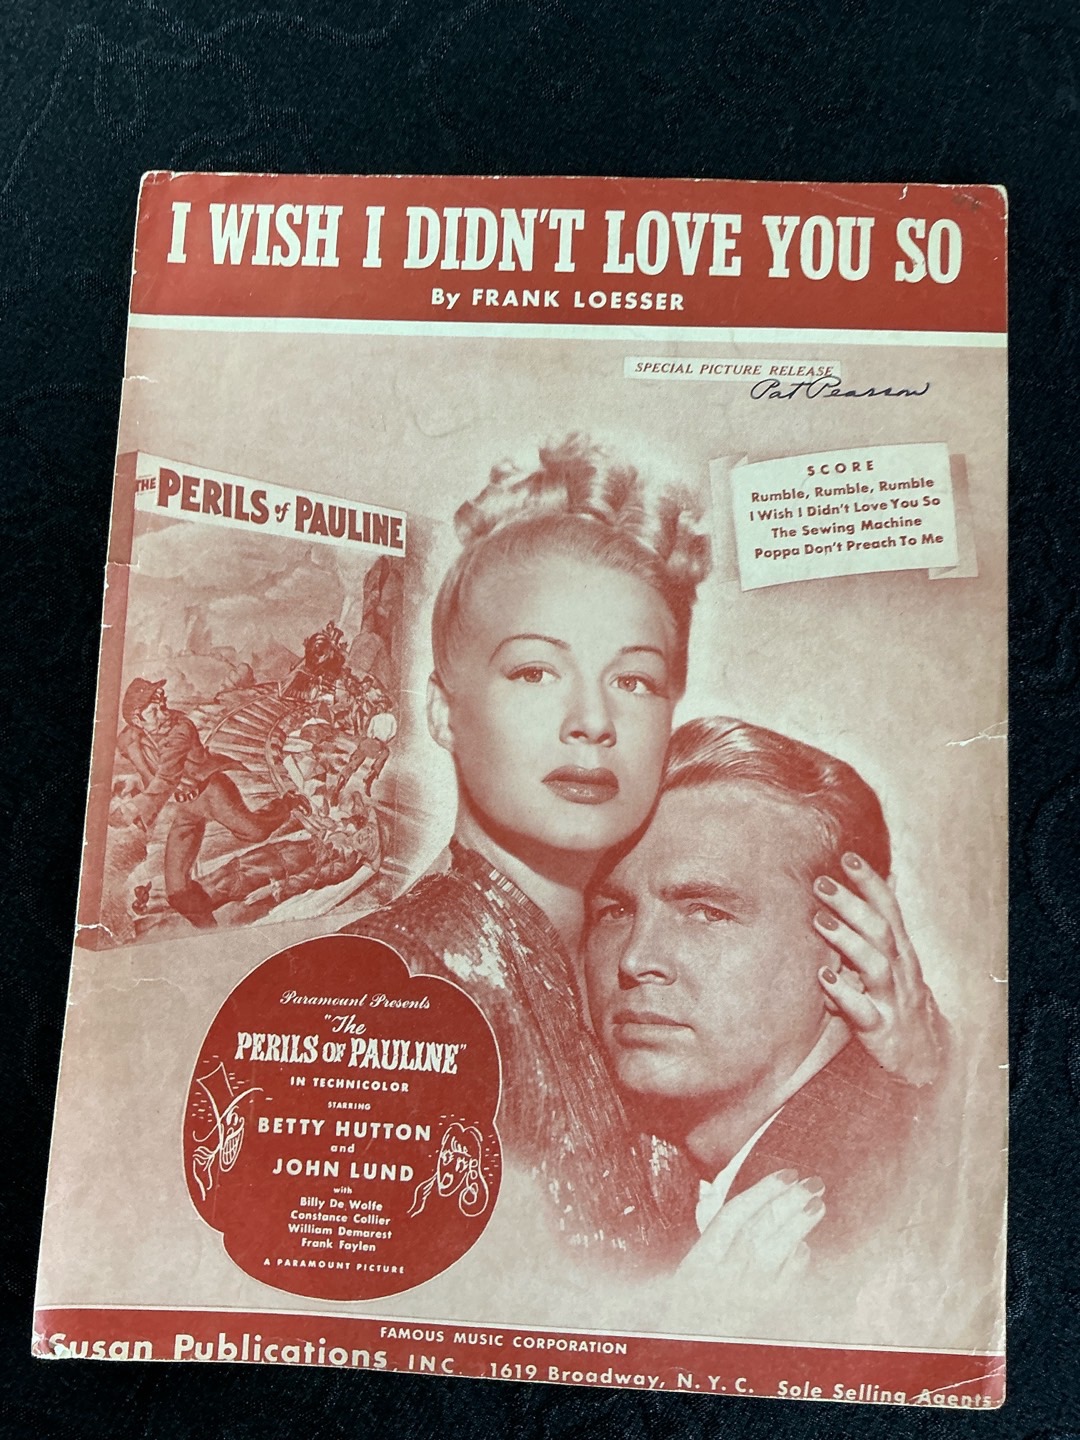 I WISH I DIDN'T LOVE YOU SO
By FRANK LOESSER
SPECIAL PICTURE RELEASE
Pat Pearson
SCORE
Rumble, Rumble, Rumble
I Wish I Didn't Love You So
The Sewing Machine
Poppa Don't Preach To Me
THE PERILS of PAULINE
Paramount Presents
"The
PERILS OF PAULINE"
IN TECHNICOLOR
STARRING
BETTY HUTTON
and
JOHN LUND
with
Billy De Wolfe
Constance Collier
William Demarest
Frank Faylen
A PARAMOUNT PICTURE
FAMOUS MUSIC CORPORATION
Susan Publications, INC. 1619 Broadway, N. Y. C. Sole Selling Agents